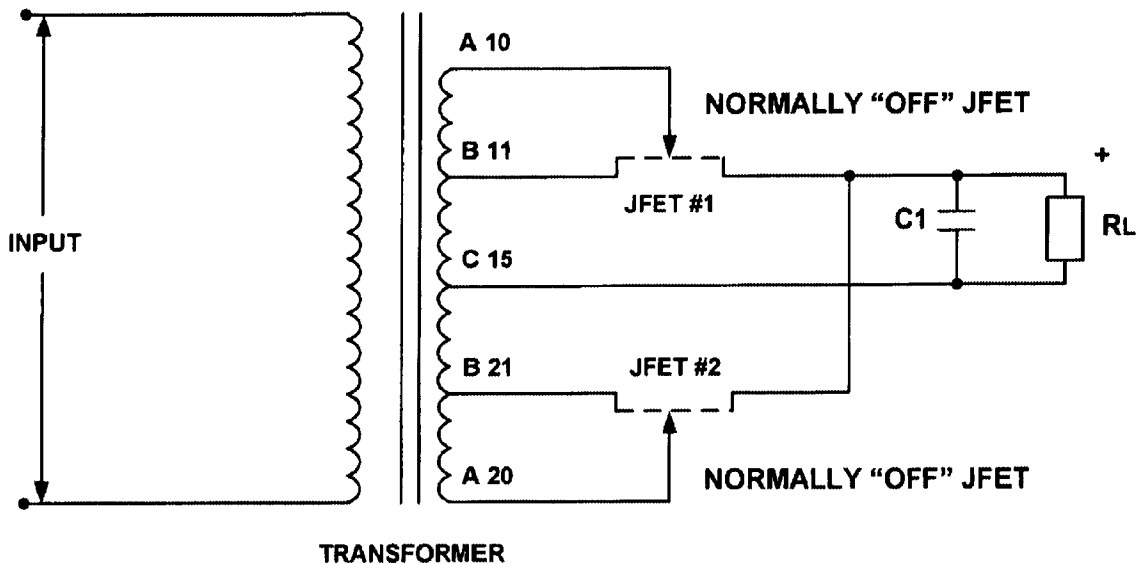 A 10
NORMALLY "OFF" JFET
B 11
+
JFET #1
C1
RL
INPUT
C 15
B 21
JFET #2
A 20
NORMALLY "OFF" JFET
TRANSFORMER